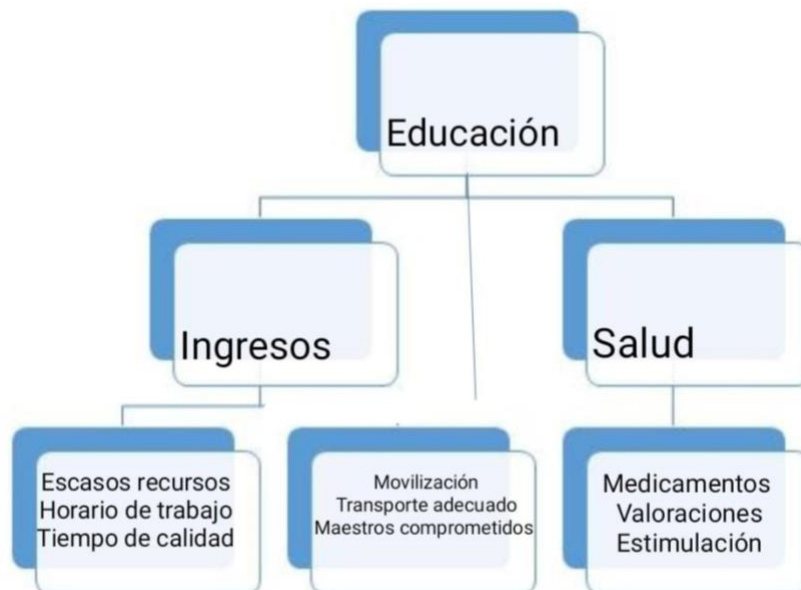 Educación
Ingresos
Salud
Escasos recursos
Horario de trabajo
Tiempo de calidad
Movilización
Transporte adecuado
Maestros comprometidos
Medicamentos
Valoraciones
Estimulación